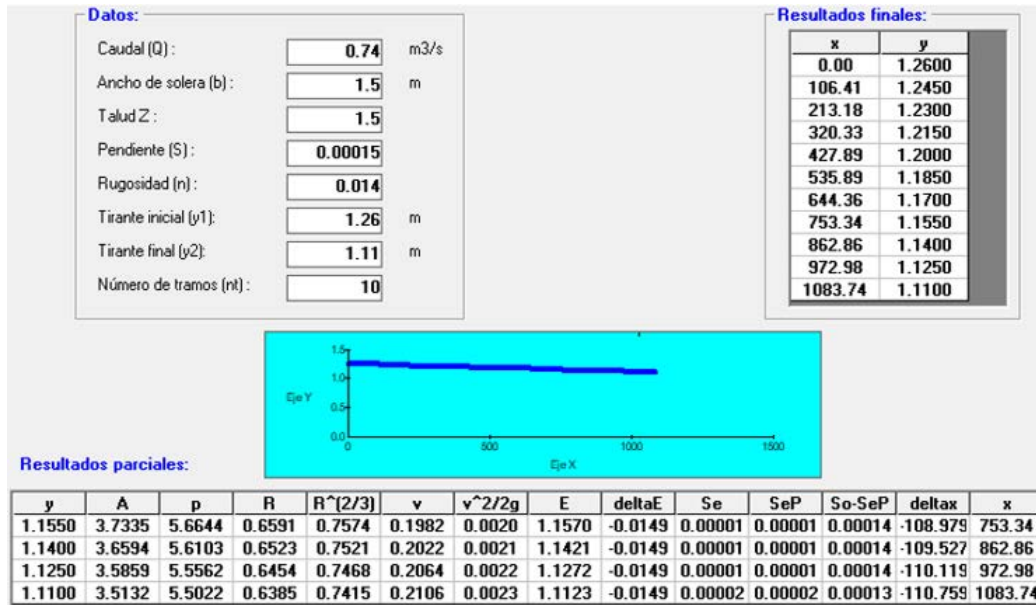 Datos:
Caudal (Q) : 0.74 m3/s
Ancho de solera (b) : 1.5 m
Talud Z : 1.5
Pendiente (S) : 0.00015
Rugosidad (n) : 0.014
Tirante inicial (y1): 1.26 m
Tirante final (y2): 1.11 m
Número de tramos (nt) : 10
Resultados finales:
x y
0.00 1.2600
106.41 1.2450
213.18 1.2300
320.33 1.2150
427.89 1.2000
535.89 1.1850
644.36 1.1700
753.34 1.1550
862.86 1.1400
972.98 1.1250
1083.74 1.1100
1.5
1.0
Eje Y
0.5
0.0
0 500 1000 1500
Eje X
Resultados parciales:
y A p R R^(2/3) v v^2/2g E deltaE Se SeP So-SeP deltax x
1.1550 3.7335 5.6644 0.6591 0.7574 0.1982 0.0020 1.1570 -0.0149 0.00001 0.00001 0.00014 -108.979 753.34
1.1400 3.6594 5.6103 0.6523 0.7521 0.2022 0.0021 1.1421 -0.0149 0.00001 0.00001 0.00014 -109.527 862.86
1.1250 3.5859 5.5562 0.6454 0.7468 0.2064 0.0022 1.1272 -0.0149 0.00001 0.00001 0.00014 -110.119 972.98
1.1100 3.5132 5.5022 0.6385 0.7415 0.2106 0.0023 1.1123 -0.0149 0.00002 0.00002 0.00013 -110.759 1083.74